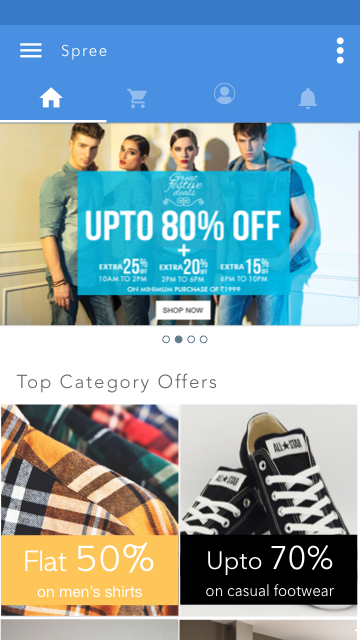 Spree
Great
festive
deals
UPTO 80% OFF
+
EXTRA 25% OFF EXTRA 20% OFF EXTRA 15% OFF
10AM TO 2PM 2PM TO 6PM 6PM TO 10PM
ON MINIMUM PURCHASE OF ₹1999
SHOP NOW
Top Category Offers
ALL★STAR
ALL★STAR
Flat 50%
on men's shirts
Upto 70%
on casual footwear